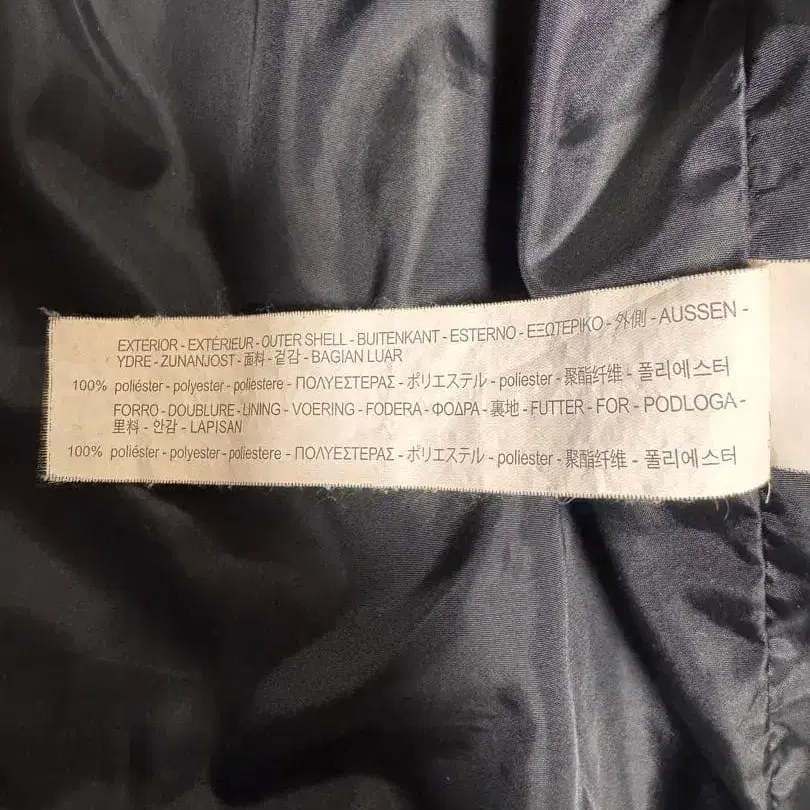 EXTERIOR - EXTÉRIEUR - OUTER SHELL - BUITENKANT - ESTERNO - ΕΞΩΤΕΡΙΚΟ - 外側 - AUSSEN -
YDRE - ZUNANJOST - 面料 - 겉감 - BAGIAN LUAR
100% poliéster - polyester - poliestere - ΠΟΛΥΕΣΤΕΡΑΣ - ポリエステル - poliester - 聚酯纤维 - 폴리에스터
FORRO - DOUBLURE - LINING - VOERING - FODERA - ΦΟΔΡΑ - 裏地 - FUTTER - FOR - PODLOGA -
里料 - 안감 - LAPISAN
100% poliéster - polyester - poliestere - ΠΟΛΥΕΣΤΕΡΑΣ - ポリエステル - poliester - 聚酯纤维 - 폴리에스터